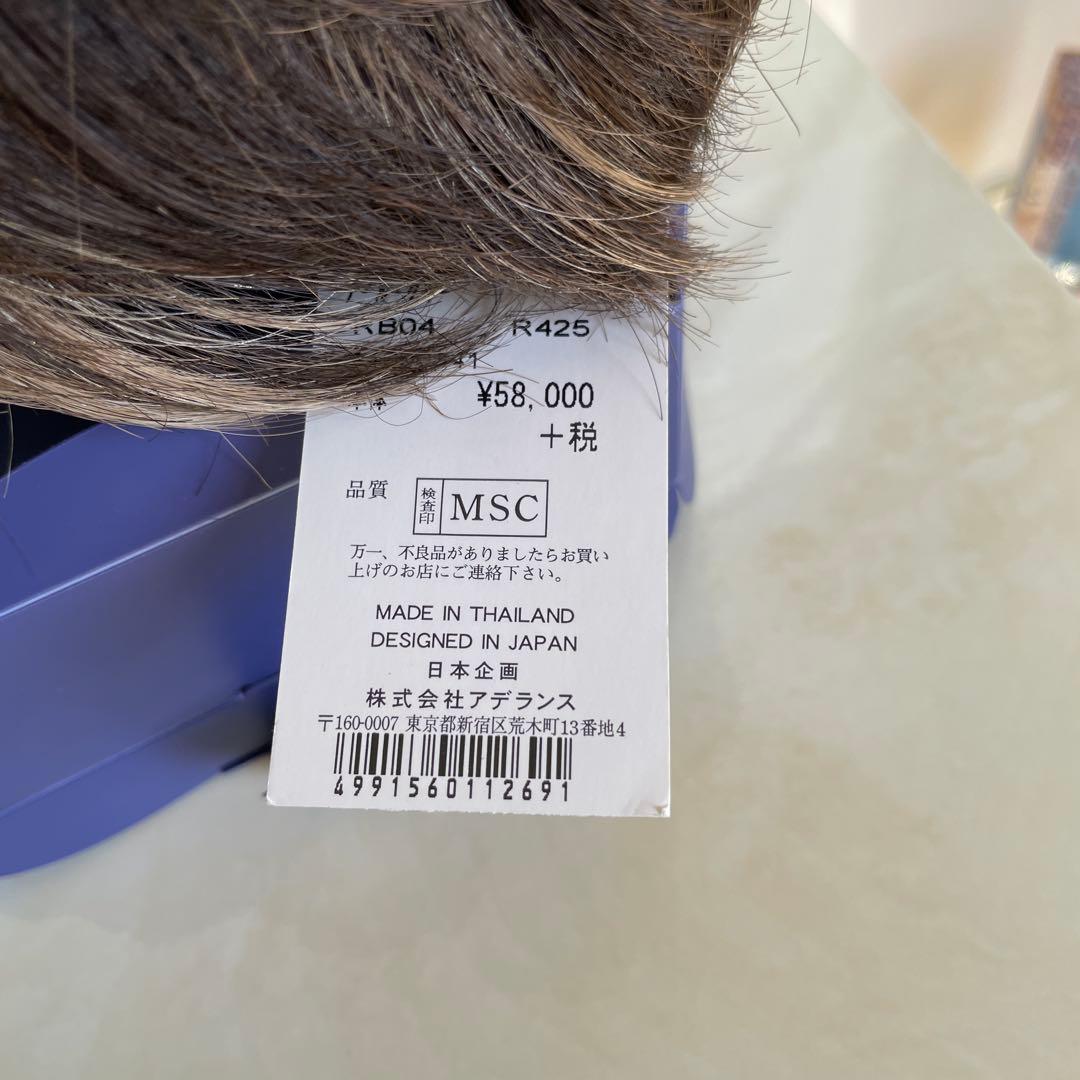 RB04 R425
41
¥58,000
+税
品質 検査印 MSC
万一、不良品がありましたらお買い
上げのお店にご連絡下さい。
MADE IN THAILAND
DESIGNED IN JAPAN
日本企画
株式会社アデランス
〒160-0007 東京都新宿区荒木町13番地4
4991560112691